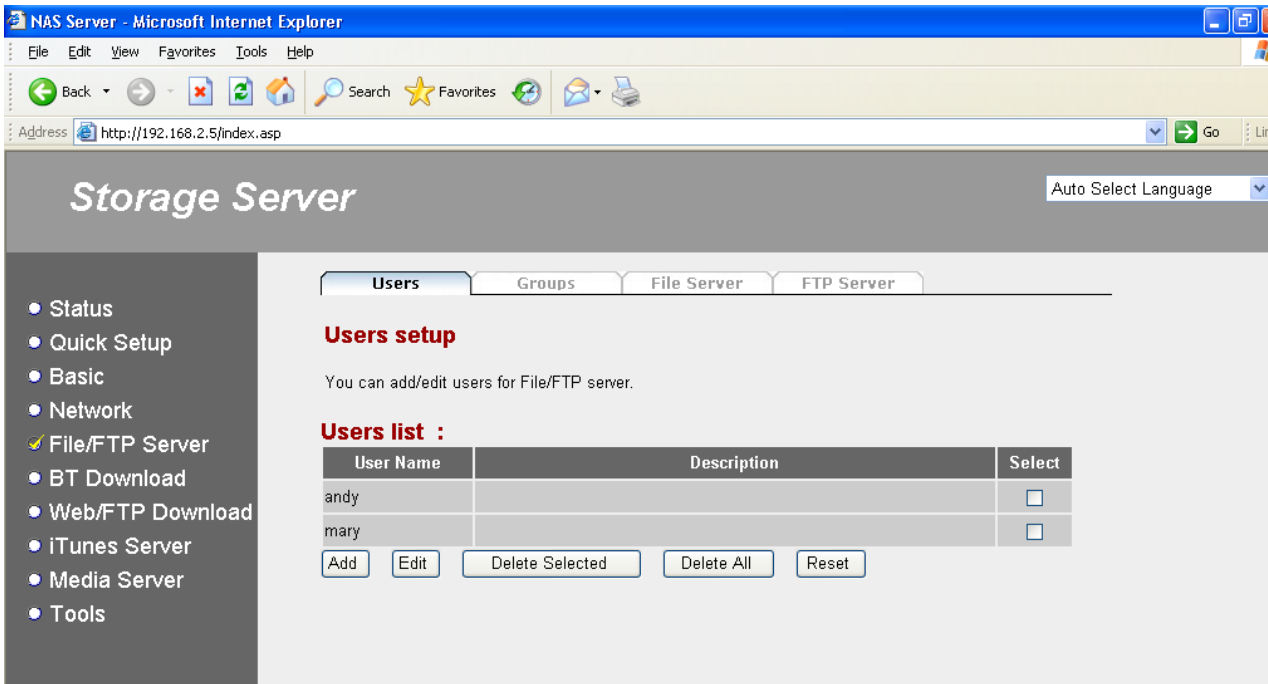 NAS Server - Microsoft Internet Explorer
File Edit View Favorites Tools Help
Back Search Favorites
Address http://192.168.2.5/index.asp Go
Storage Server
Auto Select Language
Users Groups File Server FTP Server
Status
Quick Setup
Basic
Network
File/FTP Server
BT Download
Web/FTP Download
iTunes Server
Media Server
Tools
Users setup
You can add/edit users for File/FTP server.
Users list :
User Name Description Select
andy
mary
Add Edit Delete Selected Delete All Reset